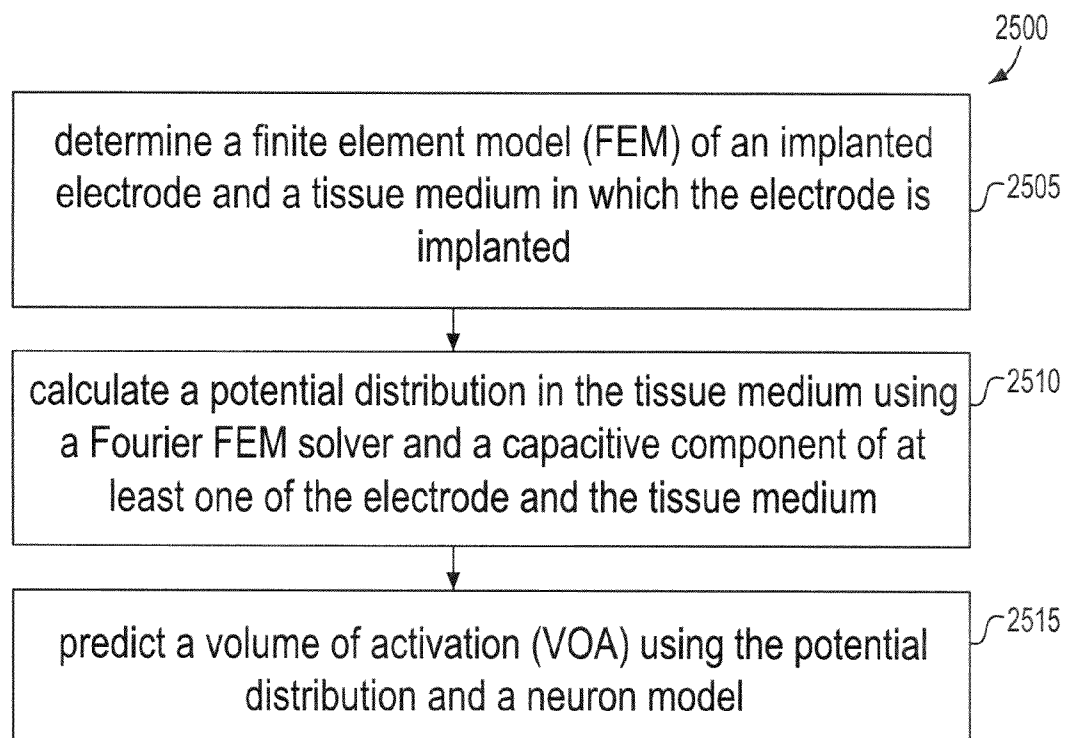 2500
determine a finite element model (FEM) of an implanted
electrode and a tissue medium in which the electrode is
implanted
2505
calculate a potential distribution in the tissue medium using
a Fourier FEM solver and a capacitive component of at
least one of the electrode and the tissue medium
2510
predict a volume of activation (VOA) using the potential
distribution and a neuron model
2515